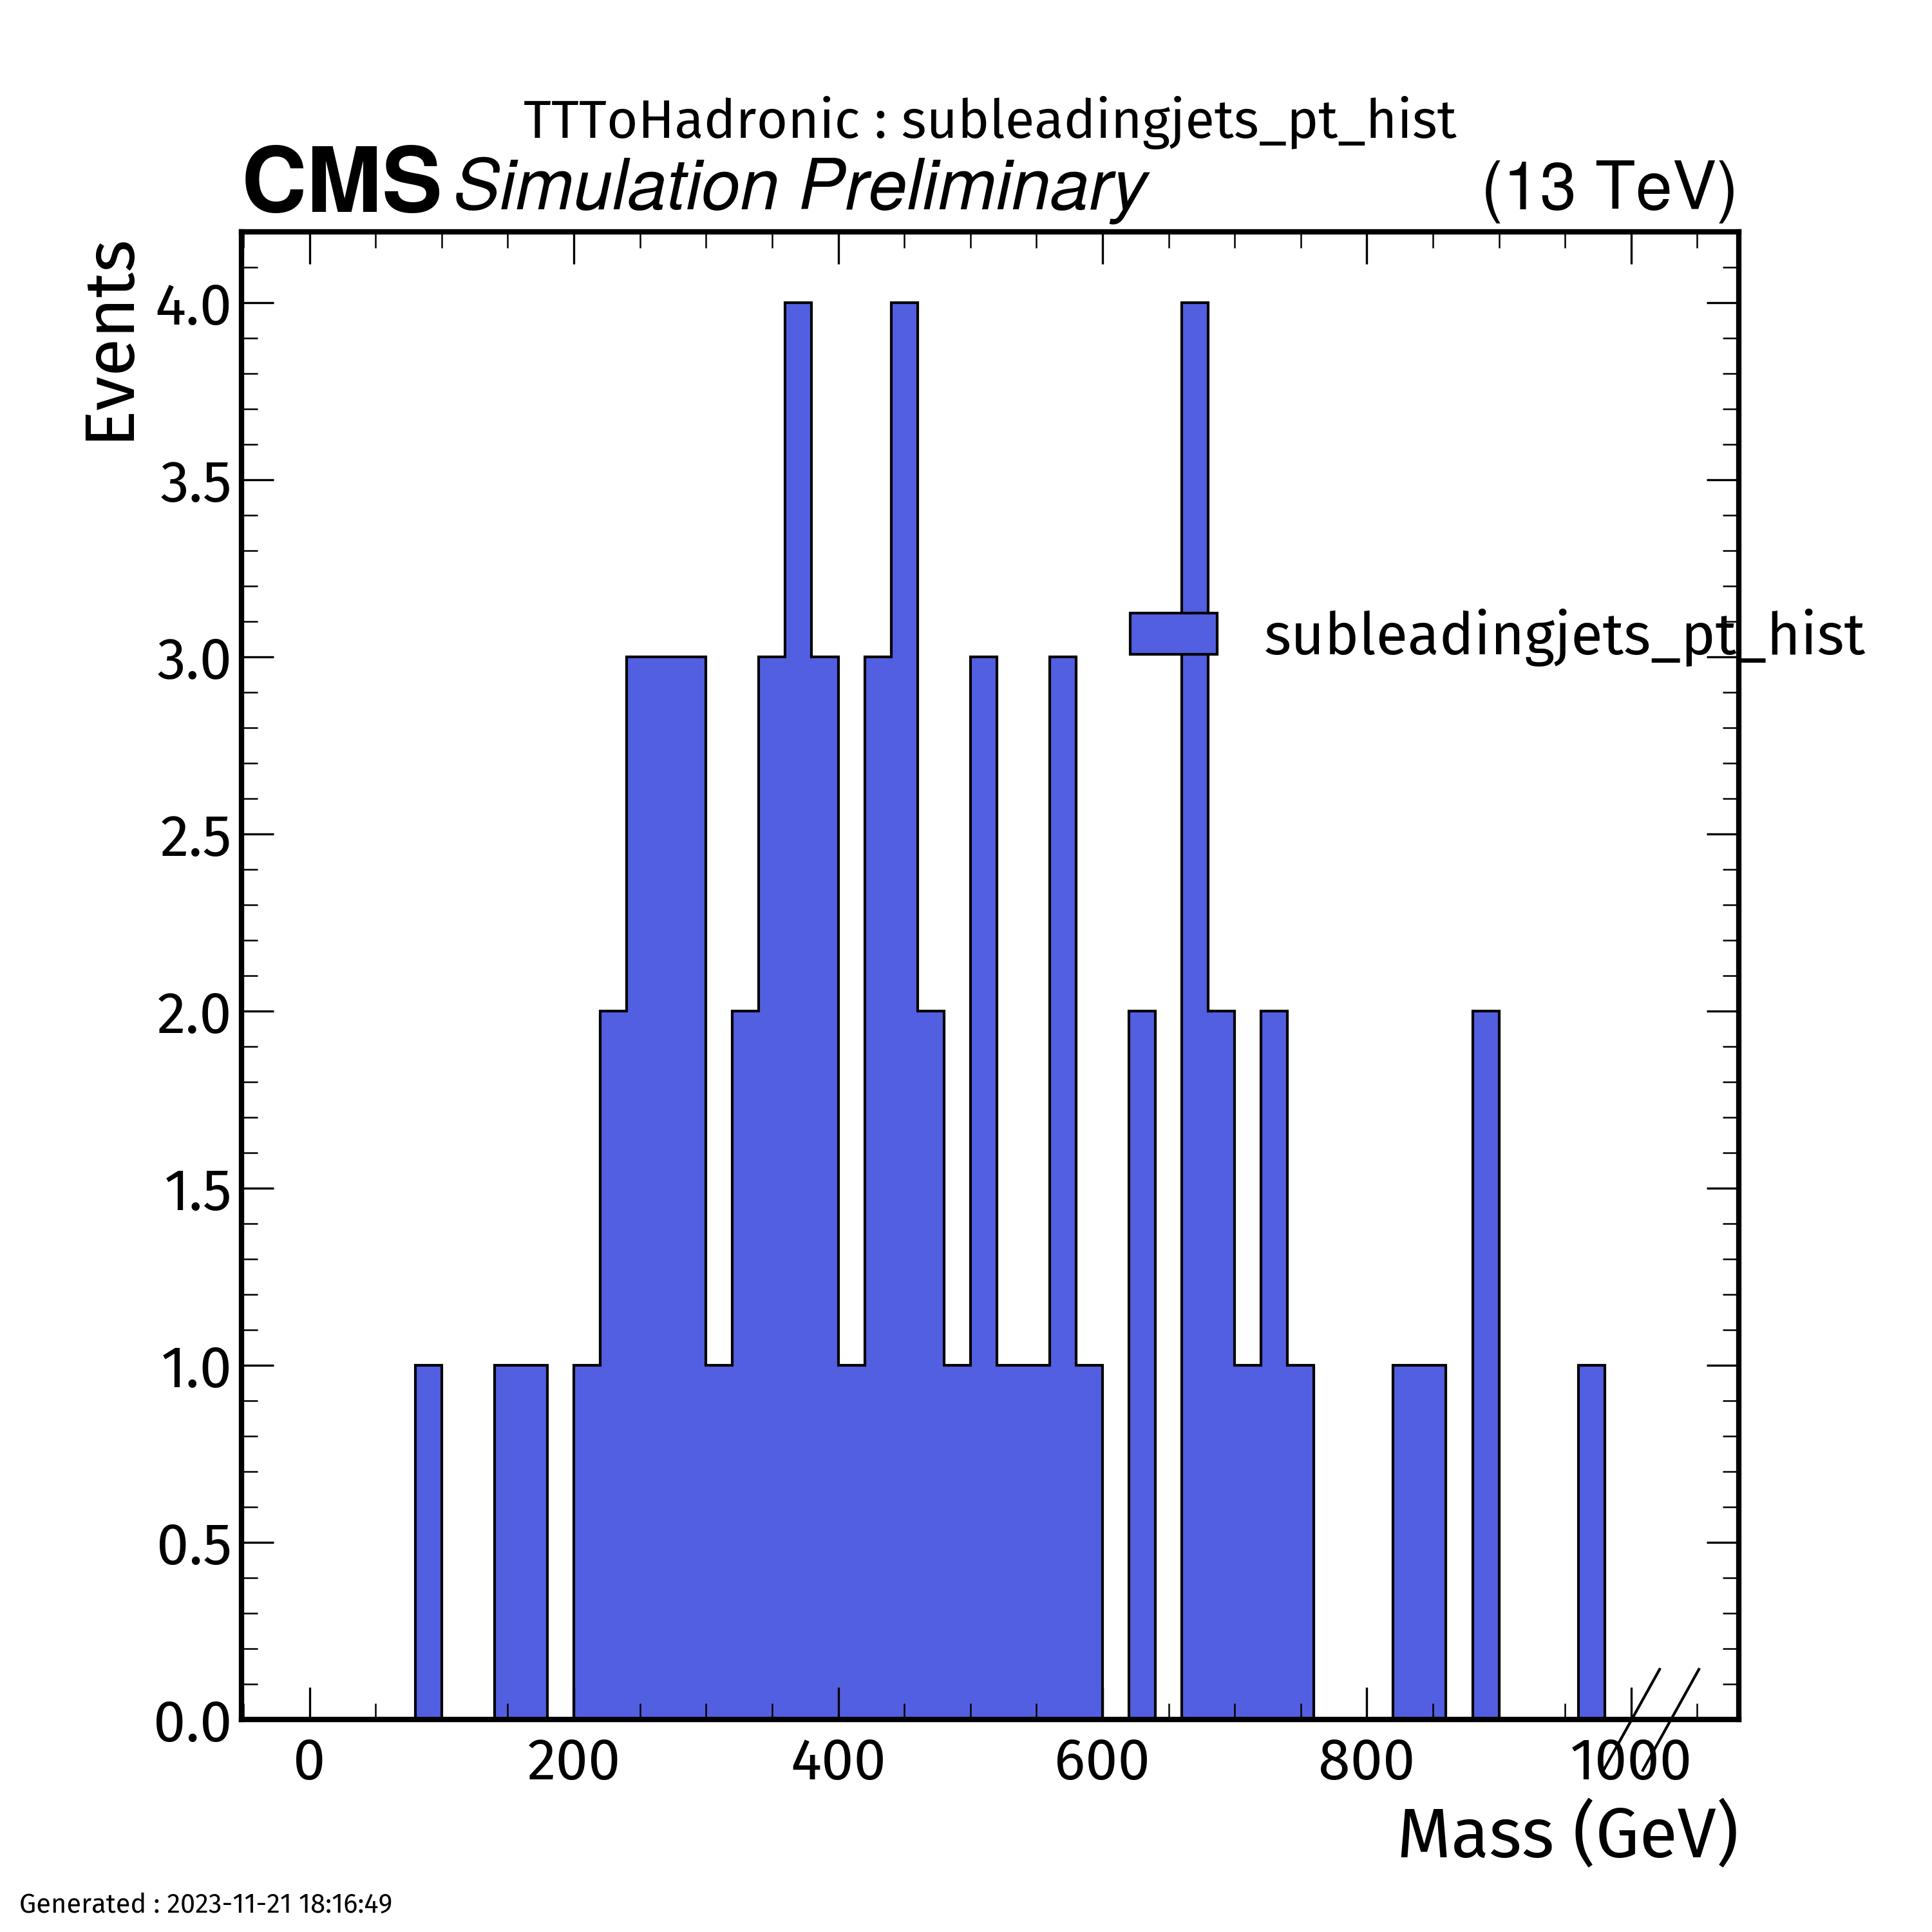 TTToHadronic : subleadingjets_pt_hist
CMS Simulation Preliminary (13 TeV)
Events
4.0
3.5
3.0
2.5
2.0
1.5
1.0
0.5
0.0
subleadingjets_pt_hist
0 200 400 600 800 1000
Mass (GeV)
Generated : 2023-11-21 18:16:49